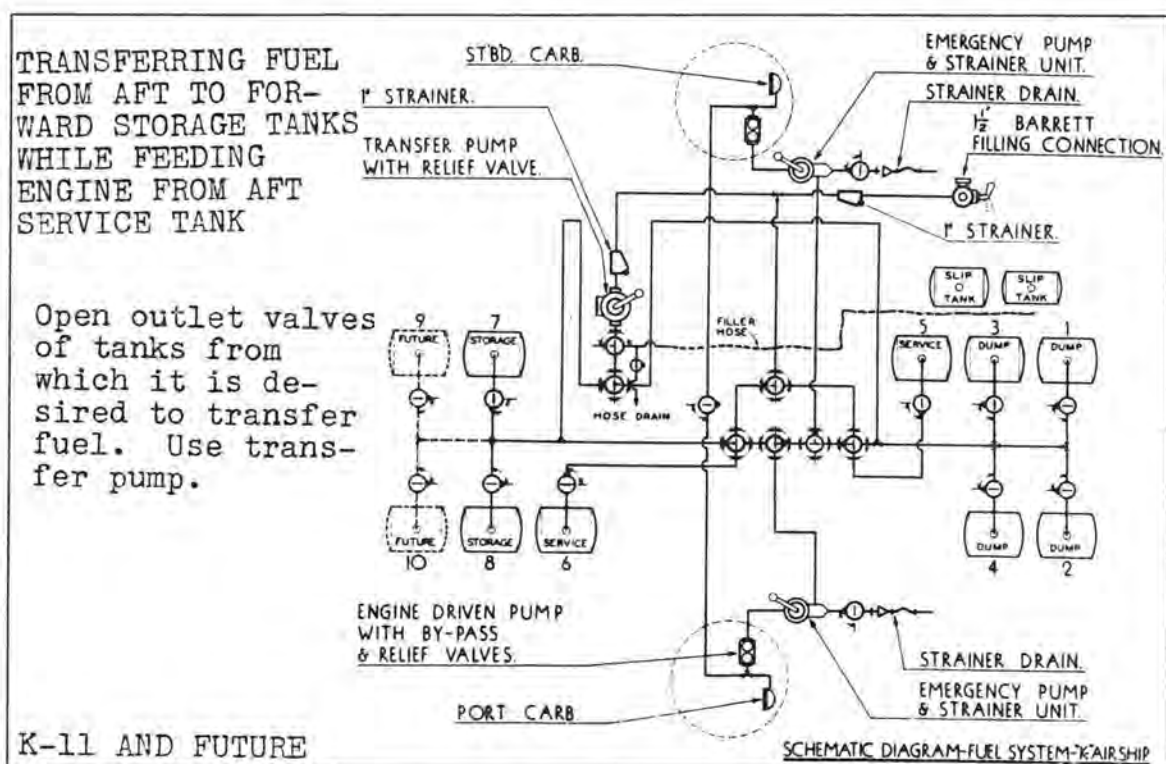 TRANSFERRING FUEL
FROM AFT TO FOR-
WARD STORAGE TANKS
WHILE FEEDING
ENGINE FROM AFT
SERVICE TANK
Open outlet valves
of tanks from
which it is de-
sired to transfer
fuel. Use trans-
fer pump.
ST'BD. CARB.
1" STRAINER.
TRANSFER PUMP
WITH RELIEF VALVE.
EMERGENCY PUMP
& STRAINER UNIT.
STRAINER DRAIN.
1 1/2" BARRETT
FILLING CONNECTION.
1" STRAINER.
SLIP
TANK
SLIP
TANK
FILLER
HOSE
HOSE DRAIN
9
FUTURE
7
STORAGE
5
SERVICE
3
DUMP
1
DUMP
FUTURE
10
STORAGE
8
SERVICE
6
DUMP
4
DUMP
2
ENGINE DRIVEN PUMP
WITH BY-PASS
& RELIEF VALVES.
PORT CARB
STRAINER DRAIN.
EMERGENCY PUMP
& STRAINER UNIT.
K-11 AND FUTURE
SCHEMATIC DIAGRAM-FUEL SYSTEM-"K"AIRSHIP